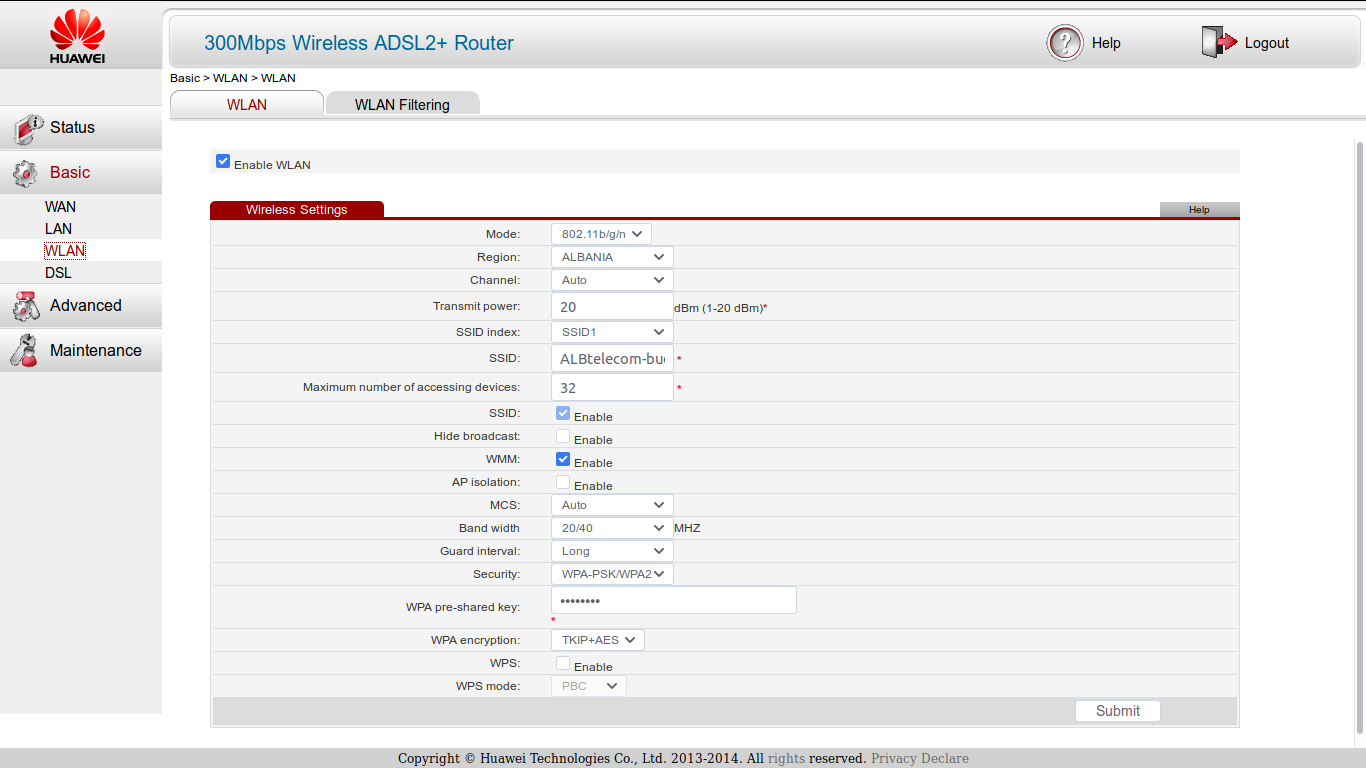 HUAWEI
300Mbps Wireless ADSL2+ Router
Help
Logout
Basic > WLAN > WLAN
WLAN
WLAN Filtering
Status
Basic
WAN
LAN
WLAN
DSL
Advanced
Maintenance
Enable WLAN
Wireless Settings
Help
Mode: 802.11b/g/n
Region: ALBANIA
Channel: Auto
Transmit power: 20 dBm (1-20 dBm)*
SSID index: SSID1
SSID: ALBtelecom-bu *
Maximum number of accessing devices: 32 *
SSID: Enable
Hide broadcast: Enable
WMM: Enable
AP isolation: Enable
MCS: Auto
Band width 20/40 MHZ
Guard interval: Long
Security: WPA-PSK/WPA2
WPA pre-shared key: ••••••••
*
WPA encryption: TKIP+AES
WPS: Enable
WPS mode: PBC
Submit
Copyright © Huawei Technologies Co., Ltd. 2013-2014. All rights reserved. Privacy Declare